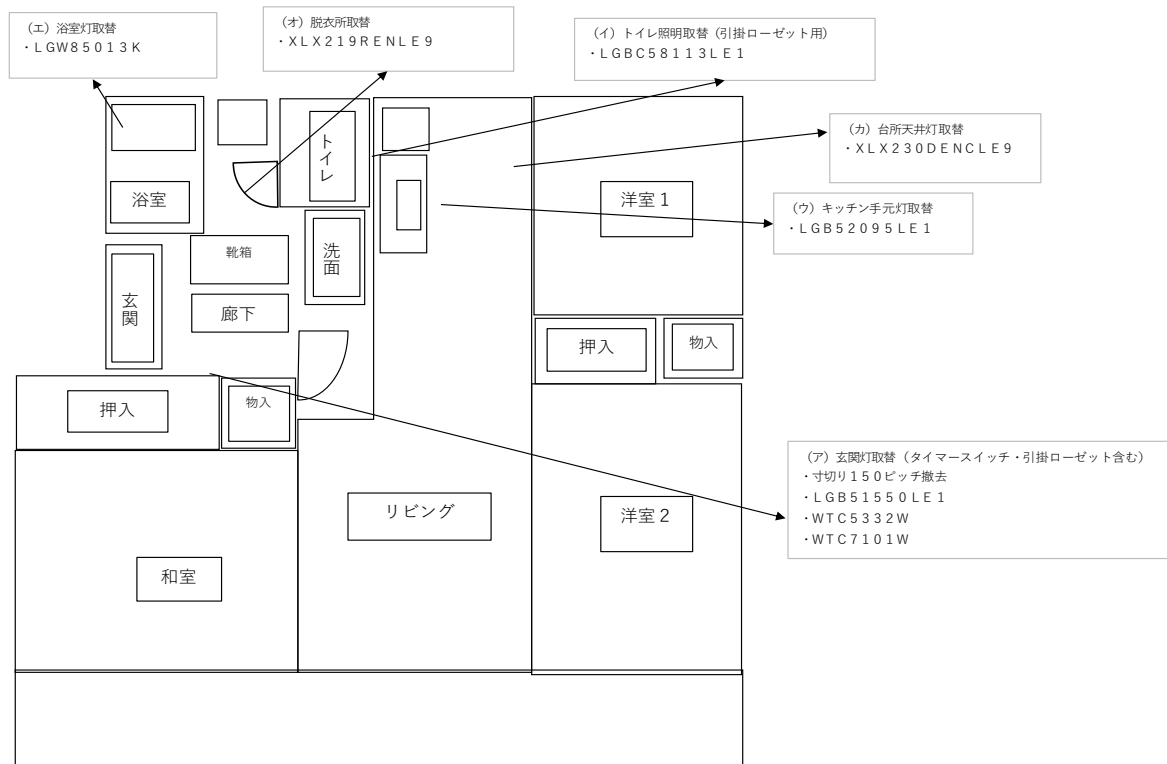 （エ）浴室灯取替
・ＬＧＷ８５０１３Ｋ
（オ）脱衣所取替
・ＸＬＸ２１９ＲＥＮＬＥ９
（イ）トイレ照明取替（引掛ローゼット用）
・ＬＧＢＣ５８１１３ＬＥ１
（カ）台所天井灯取替
・ＸＬＸ２３０ＤＥＮＣＬＥ９
（ウ）キッチン手元灯取替
・ＬＧＢ５２０９５ＬＥ１
トイレ
浴室
洋室１
靴箱
洗面
廊下
玄関
押入
物入
押入
物入
（ア）玄関灯取替（タイマースイッチ・引掛ローゼット含む）
・寸切り１５０ピッチ撤去
・ＬＧＢ５１５５０ＬＥ１
・ＷＴＣ５３３２Ｗ
・ＷＴＣ７１０１Ｗ
リビング
洋室２
和室